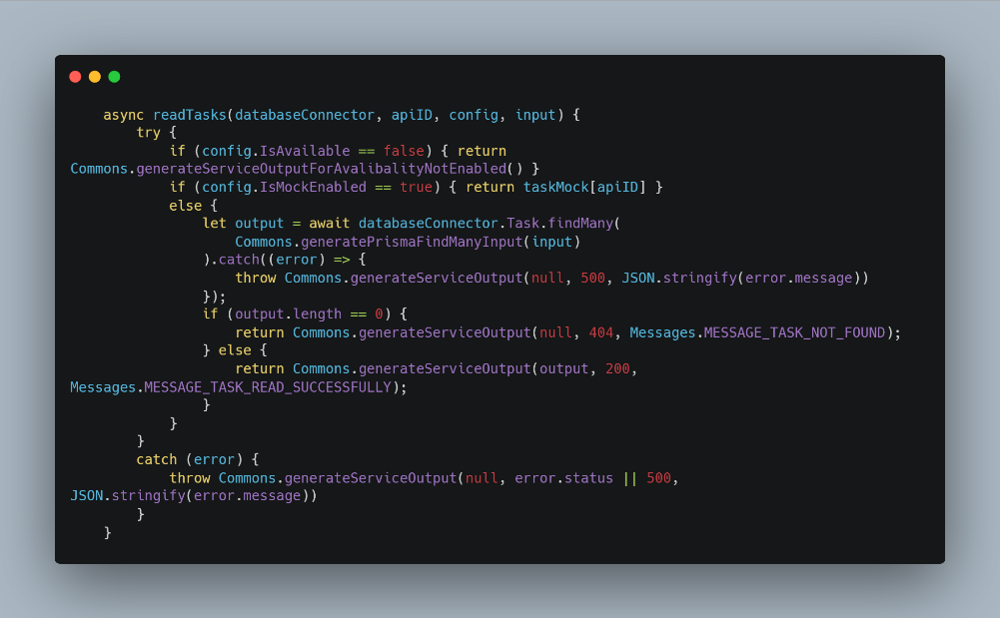 async readTasks(databaseConnector, apiID, config, input) {
try {
if (config.IsAvailable == false) { return
Commons.generateServiceOutputForAvalibalityNotEnabled() }
if (config.IsMockEnabled == true) { return taskMock[apiID] }
else {
let output = await databaseConnector.Task.findMany(
Commons.generatePrismaFindManyInput(input)
).catch((error) => {
throw Commons.generateServiceOutput(null, 500, JSON.stringify(error.message))
});
if (output.length == 0) {
return Commons.generateServiceOutput(null, 404, Messages.MESSAGE_TASK_NOT_FOUND);
} else {
return Commons.generateServiceOutput(output, 200,
Messages.MESSAGE_TASK_READ_SUCCESSFULLY);
}
}
}
catch (error) {
throw Commons.generateServiceOutput(null, error.status || 500,
JSON.stringify(error.message))
}
}